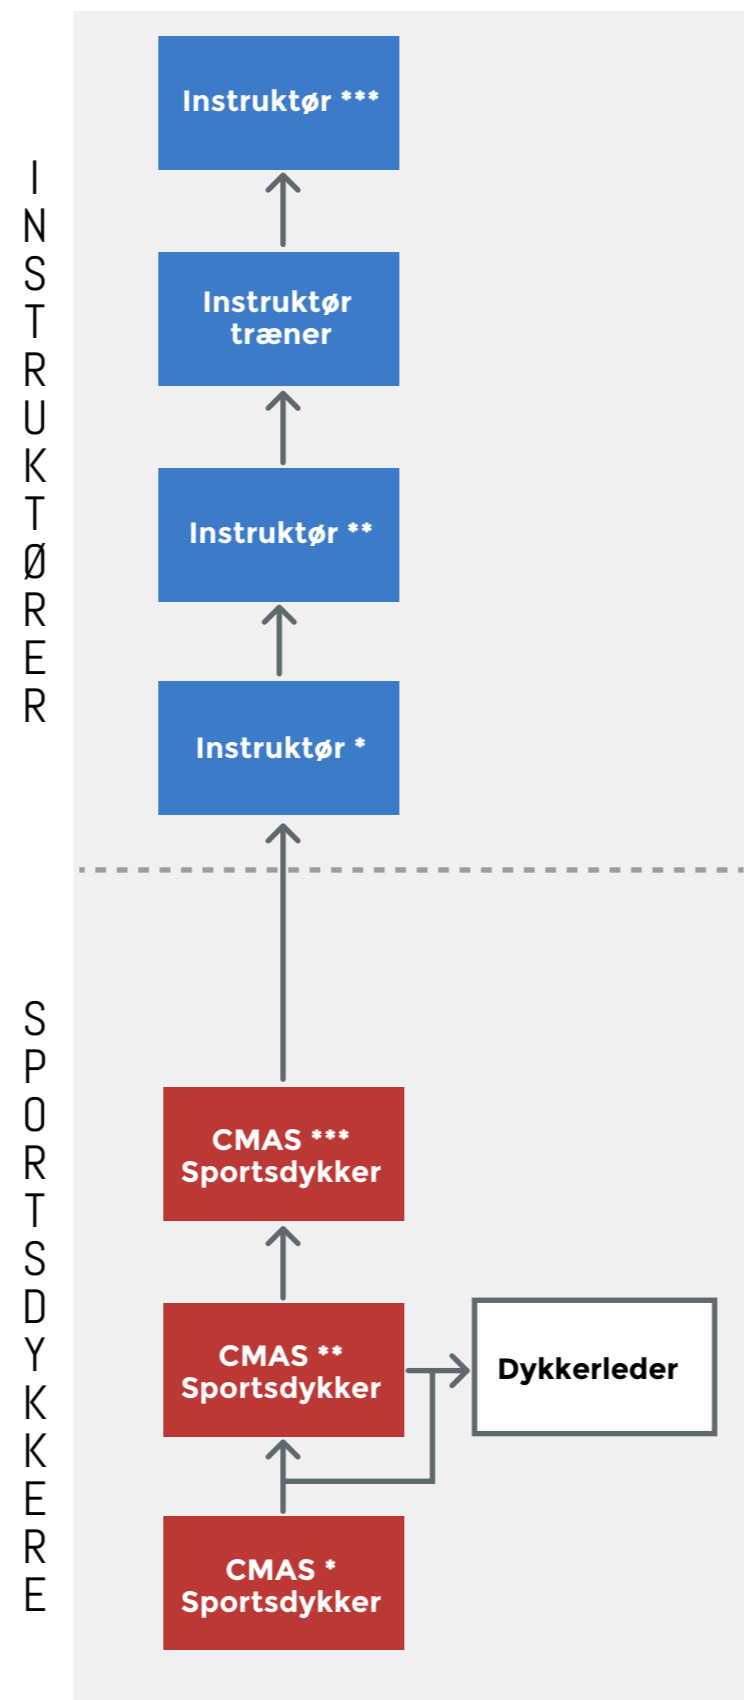 INSTRUKTØRER
Instruktør ***
Instruktør
træner
Instruktør **
Instruktør *
SPORTSDYKKERE
CMAS ***
Sportsdykker
CMAS **
Sportsdykker
Dykkerleder
CMAS *
Sportsdykker